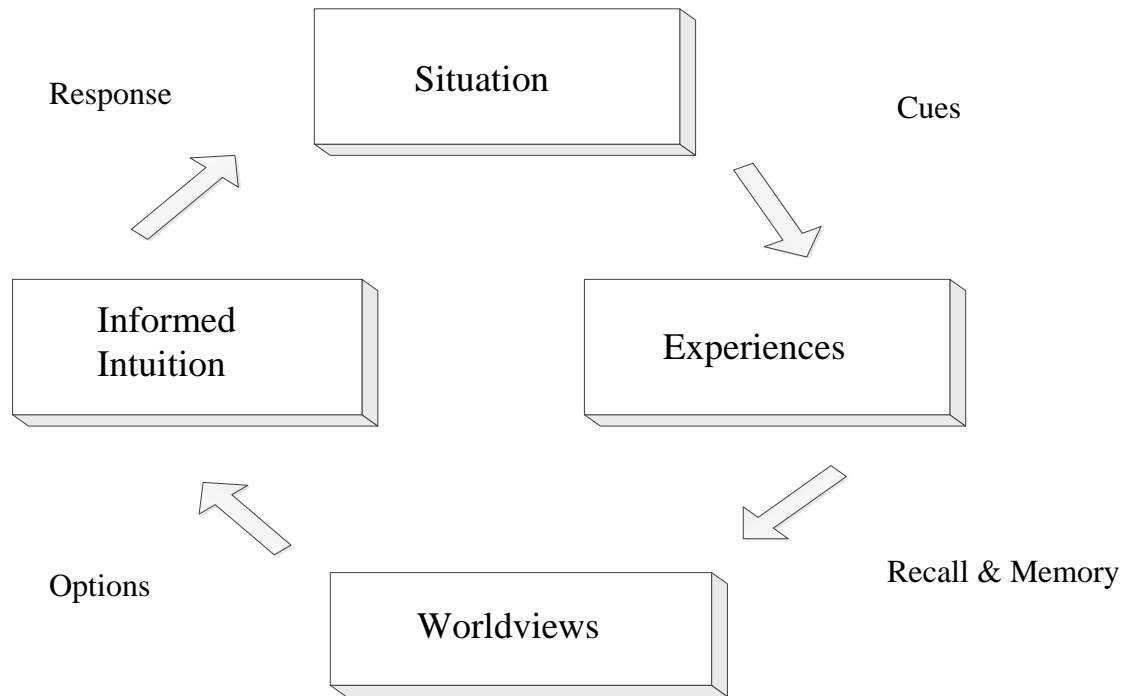 Situation
Response
Cues
Informed
Intuition
Experiences
Options
Recall & Memory
Worldviews